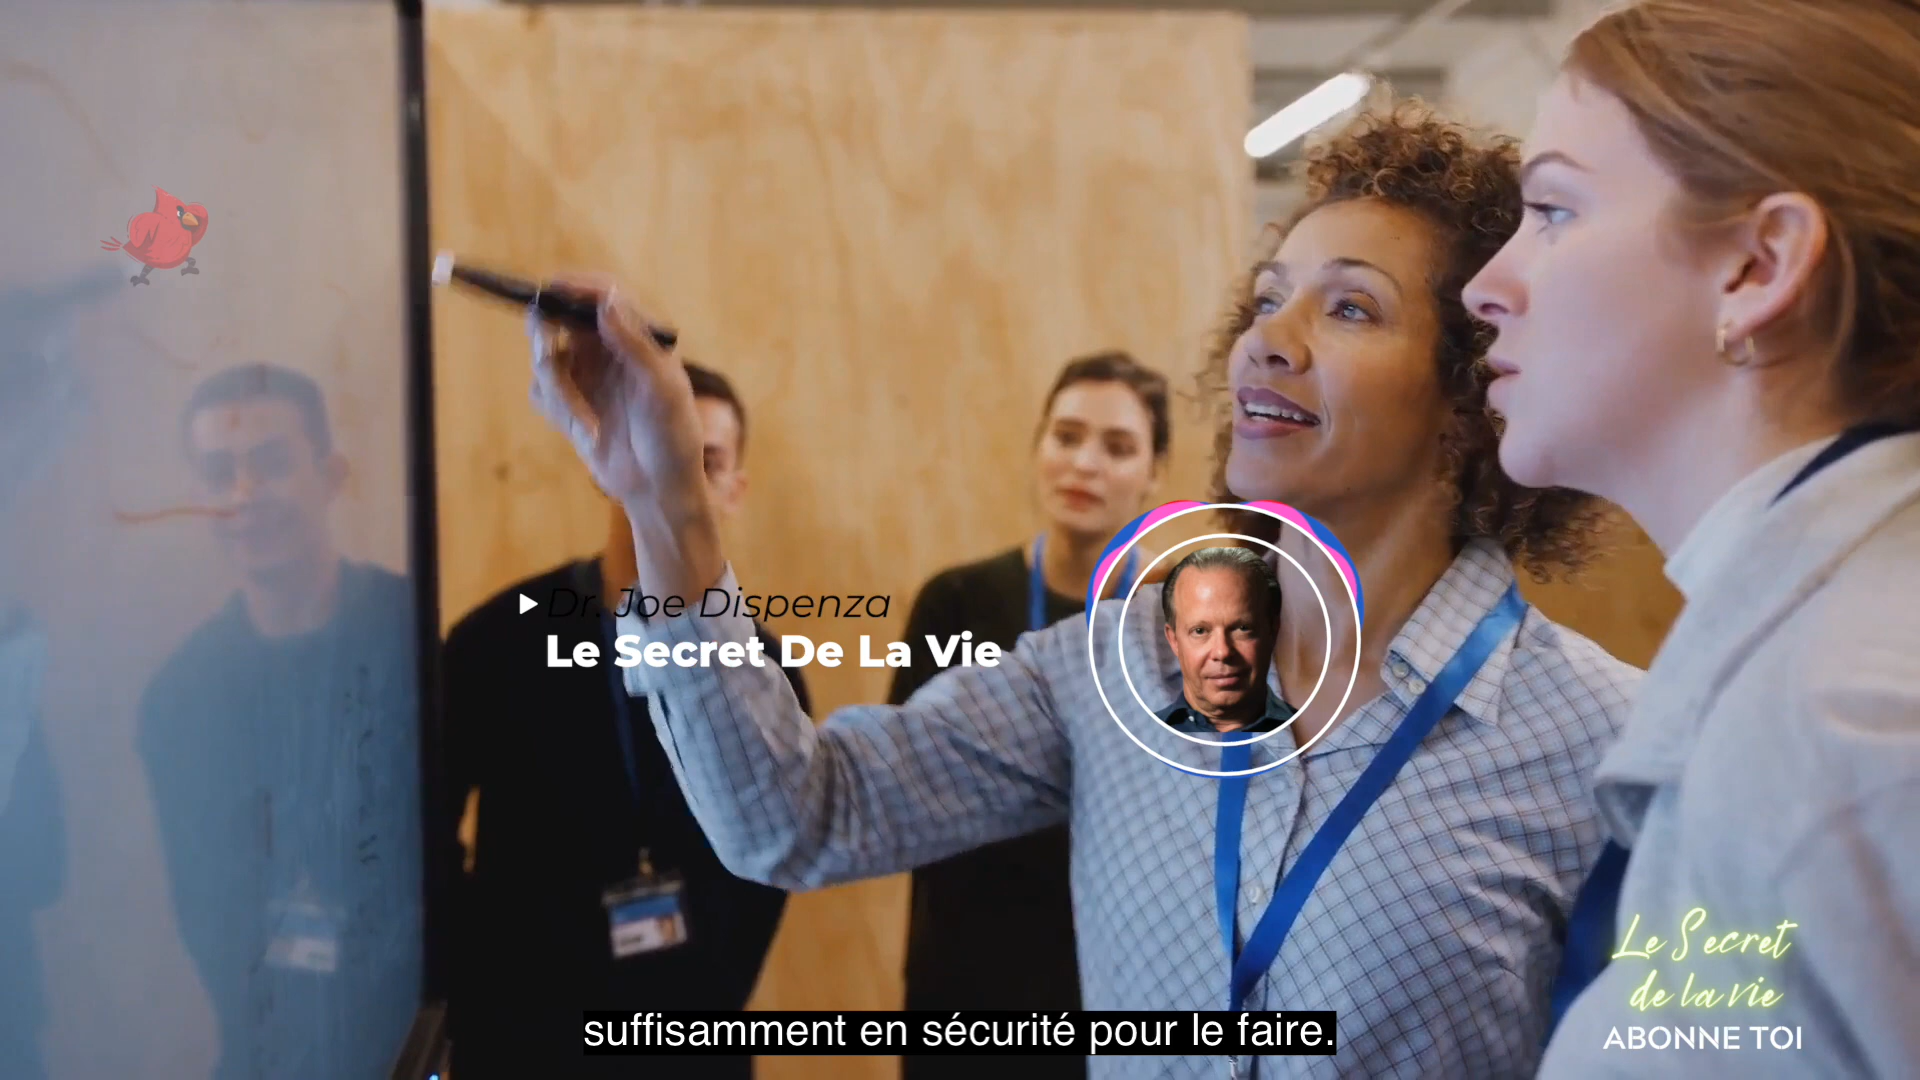 Dr. Joe Dispenza
Le Secret De La Vie
Le Secret
de la vie
ABONNE TOI
suffisamment en sécurité pour le faire.